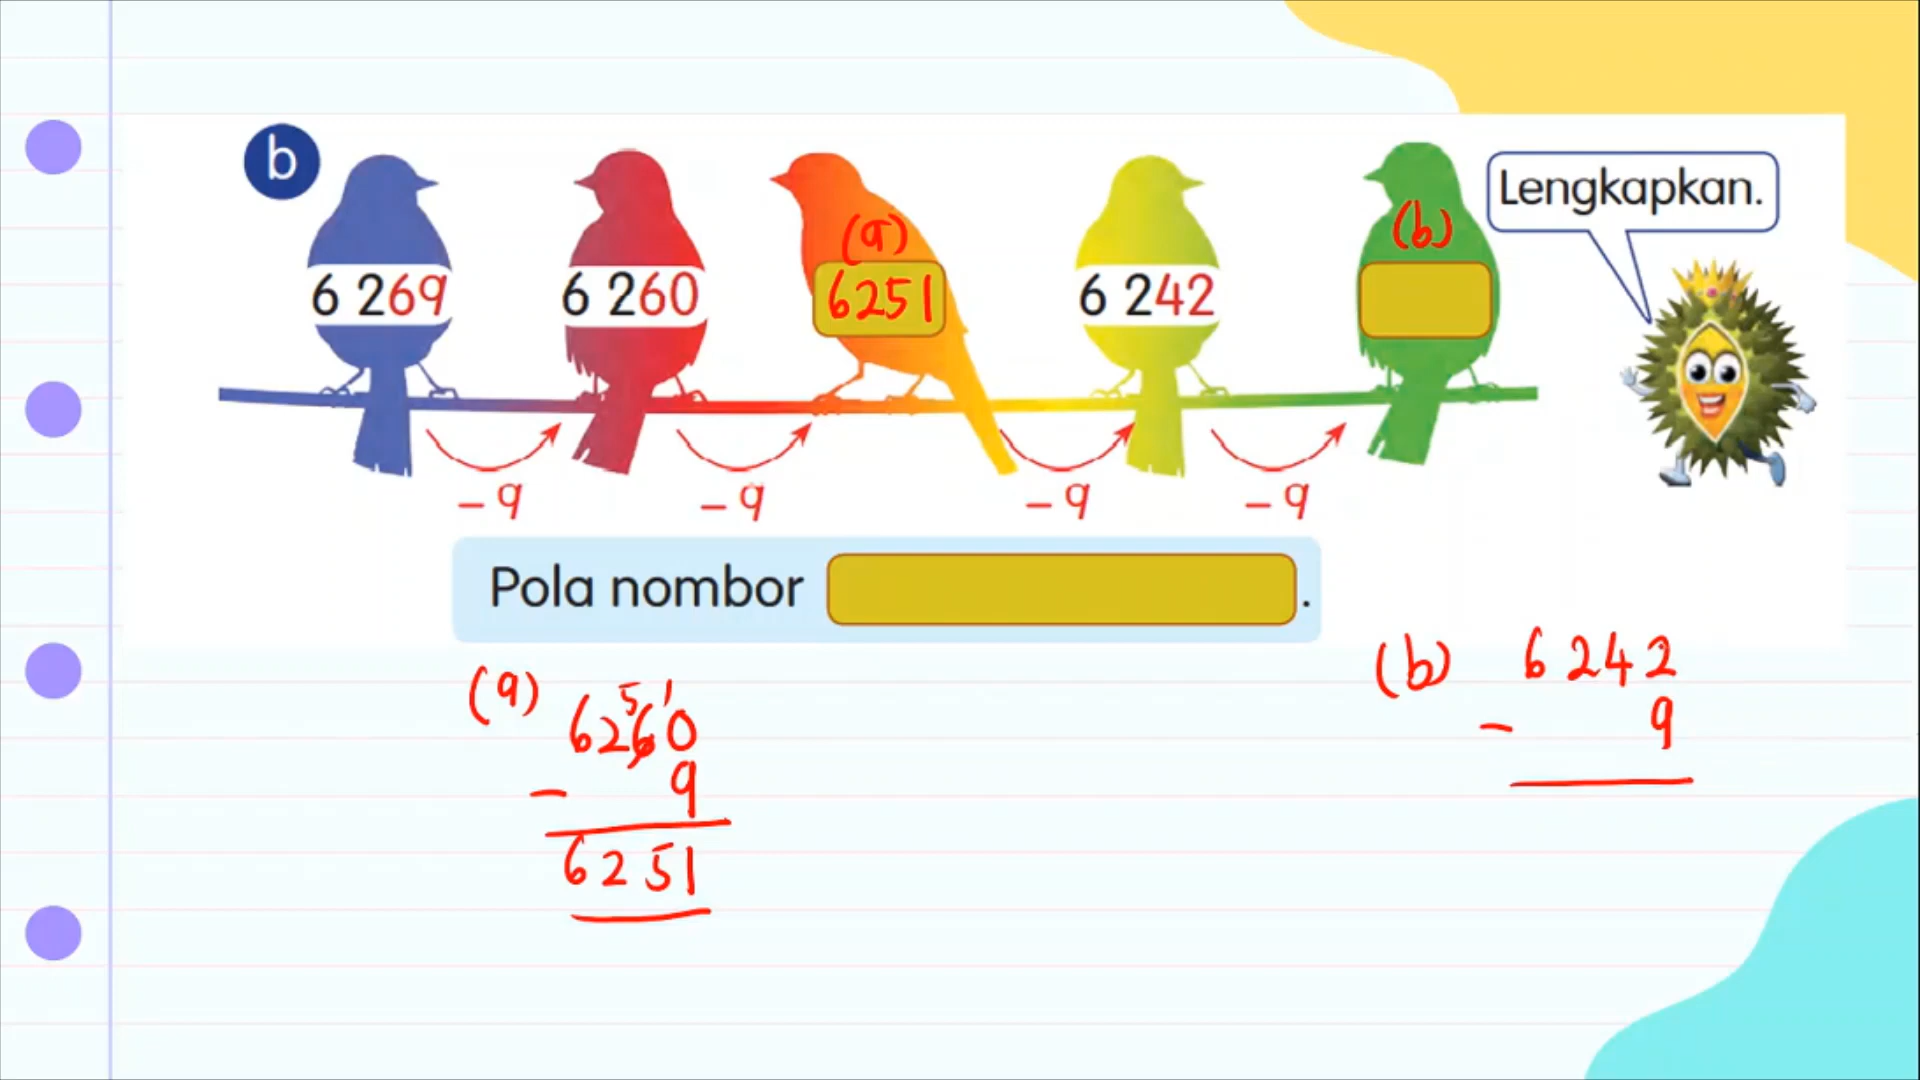 b
Lengkapkan.
(a)
(b)
6 269
6 260
6251
6 242
-9
-9
-9
-9
Pola nombor .
(a)
5 1
6260
- 9
6251
(b)
6242
- 9